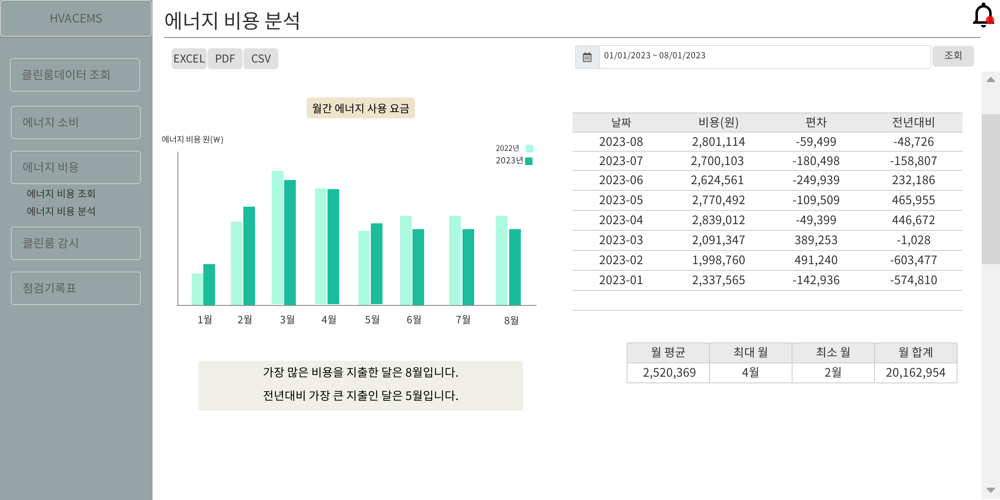 HVACEMS
클린룸데이터 조회
에너지 소비
에너지 비용
에너지 비용 조회
에너지 비용 분석
클린룸 감시
점검기록표
에너지 비용 분석
EXCEL PDF CSV
01/01/2023 ~ 08/01/2023 조회
월간 에너지 사용 요금
에너지 비용 원(₩)
2022년
2023년
1월 2월 3월 4월 5월 6월 7월 8월
가장 많은 비용을 지출한 달은 8월입니다.
전년대비 가장 큰 지출인 달은 5월입니다.
날짜 비용(원) 편차 전년대비
2023-08 2,801,114 -59,499 -48,726
2023-07 2,700,103 -180,498 -158,807
2023-06 2,624,561 -249,939 232,186
2023-05 2,770,492 -109,509 465,955
2023-04 2,839,012 -49,399 446,672
2023-03 2,091,347 389,253 -1,028
2023-02 1,998,760 491,240 -603,477
2023-01 2,337,565 -142,936 -574,810
월 평균 최대 월 최소 월 월 합계
2,520,369 4월 2월 20,162,954